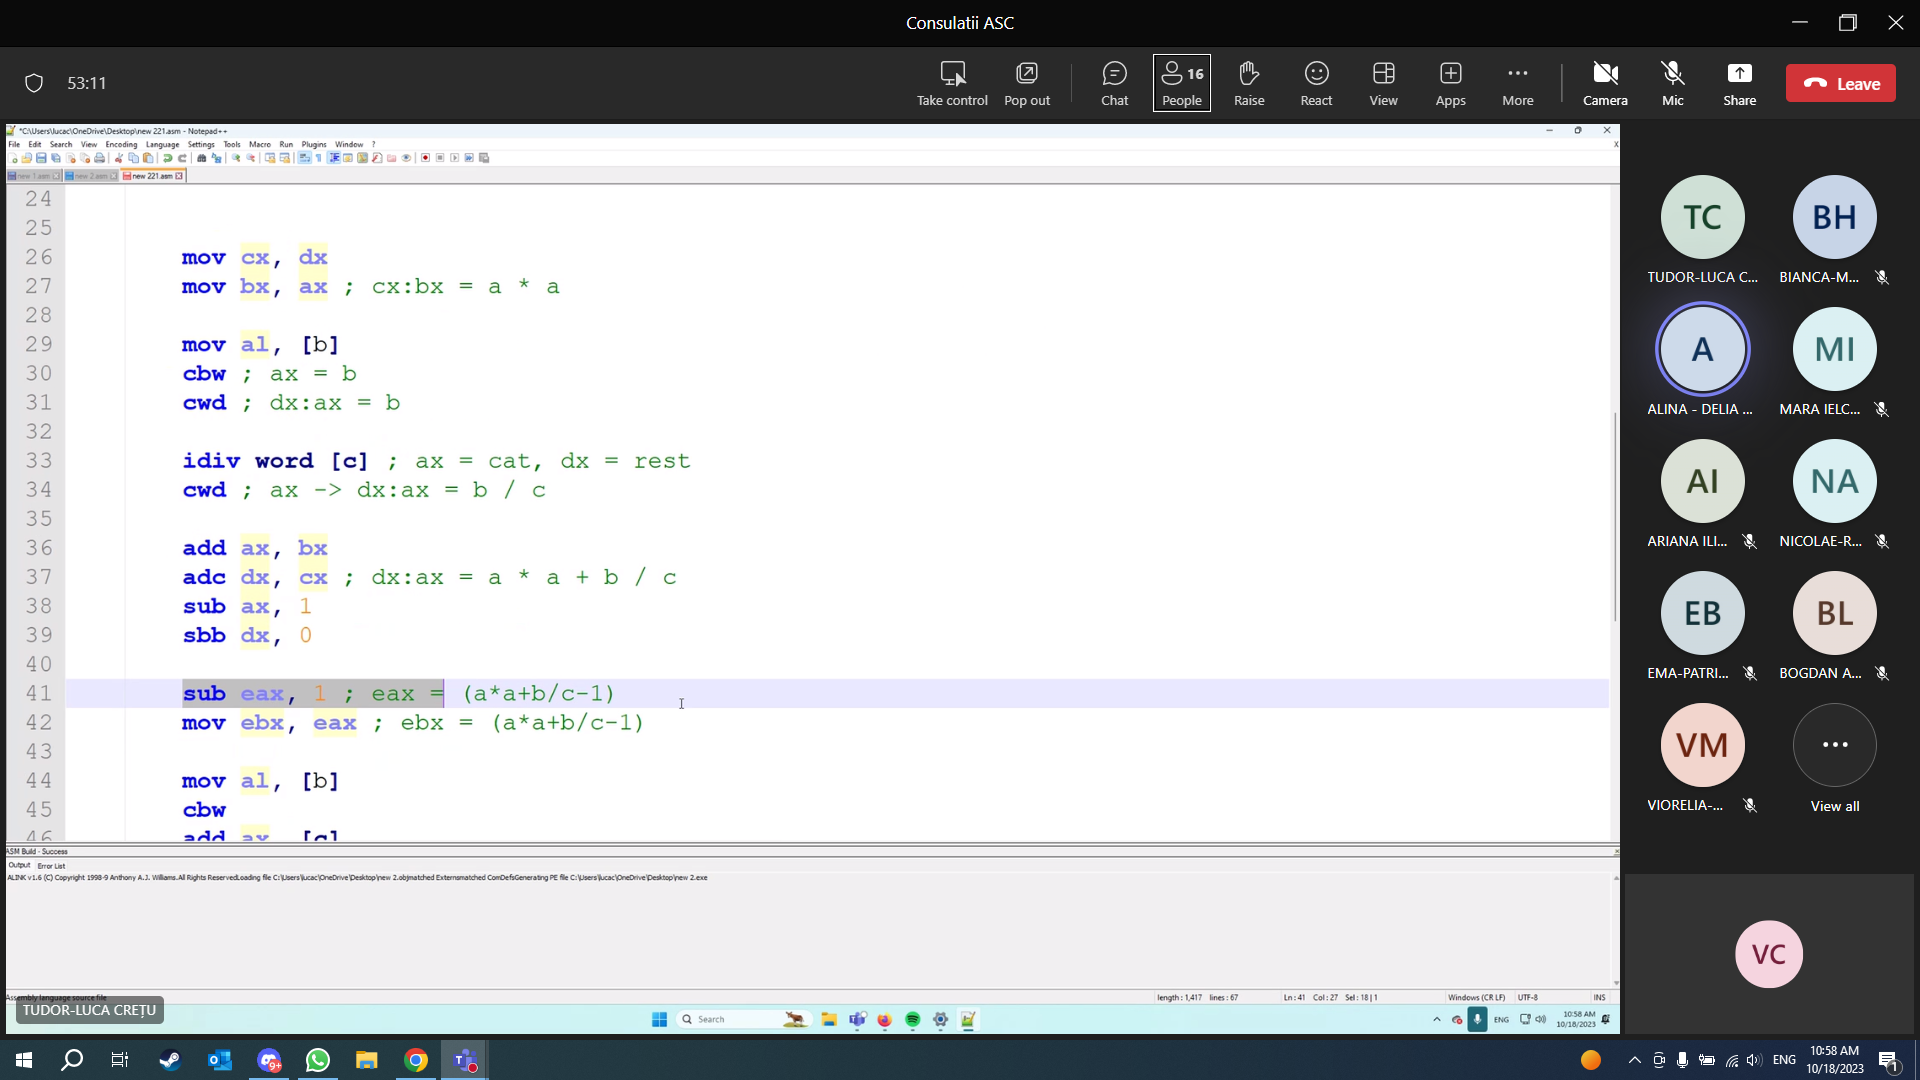 Consulatii ASC
53:11
Take control
Pop out
Chat
16
People
Raise
React
View
Apps
More
Camera
Mic
Share
Leave
*C:\Users\lucac\OneDrive\Desktop\new 221.asm - Notepad++
File Edit Search View Encoding Language Settings Tools Macro Run Plugins Window ?
new 1.asm new 2.asm new 221.asm
24
25
26 mov cx, dx
27 mov bx, ax ; cx:bx = a * a
28
29 mov al, [b]
30 cbw ; ax = b
31 cwd ; dx:ax = b
32
33 idiv word [c] ; ax = cat, dx = rest
34 cwd ; ax -> dx:ax = b / c
35
36 add ax, bx
37 adc dx, cx ; dx:ax = a * a + b / c
38 sub ax, 1
39 sbb dx, 0
40
41 sub eax, 1 ; eax = (a*a+b/c-1)
42 mov ebx, eax ; ebx = (a*a+b/c-1)
43
44 mov al, [b]
45 cbw
46 add ax, [c]
ASM Build - Success
Output Error List
ALINK v1.6 (C) Copyright 1998-9 Anthony A.J. Williams.All Rights ReservedLoading file C:\Users\lucac\OneDrive\Desktop\new 2.objmatched Externsmatched ComDefsGenerating PE file C:\Users\lucac\OneDrive\Desktop\new 2.exe
Assembly language source file
length : 1,417 lines : 67
Ln : 41 Col : 27 Sel : 18 | 1
Windows (CR LF)
UTF-8
INS
TUDOR-LUCA CREȚU
Search
ENG
10:58 AM
10/18/2023
TC
TUDOR-LUCA C...
BH
BIANCA-M...
A
ALINA - DELIA ...
MI
MARA IELC...
AI
ARIANA ILI...
NA
NICOLAE-R...
EB
EMA-PATRI...
BL
BOGDAN A...
VM
VIORELIA-...
View all
VC
9+
T
ENG
10:58 AM
10/18/2023
1